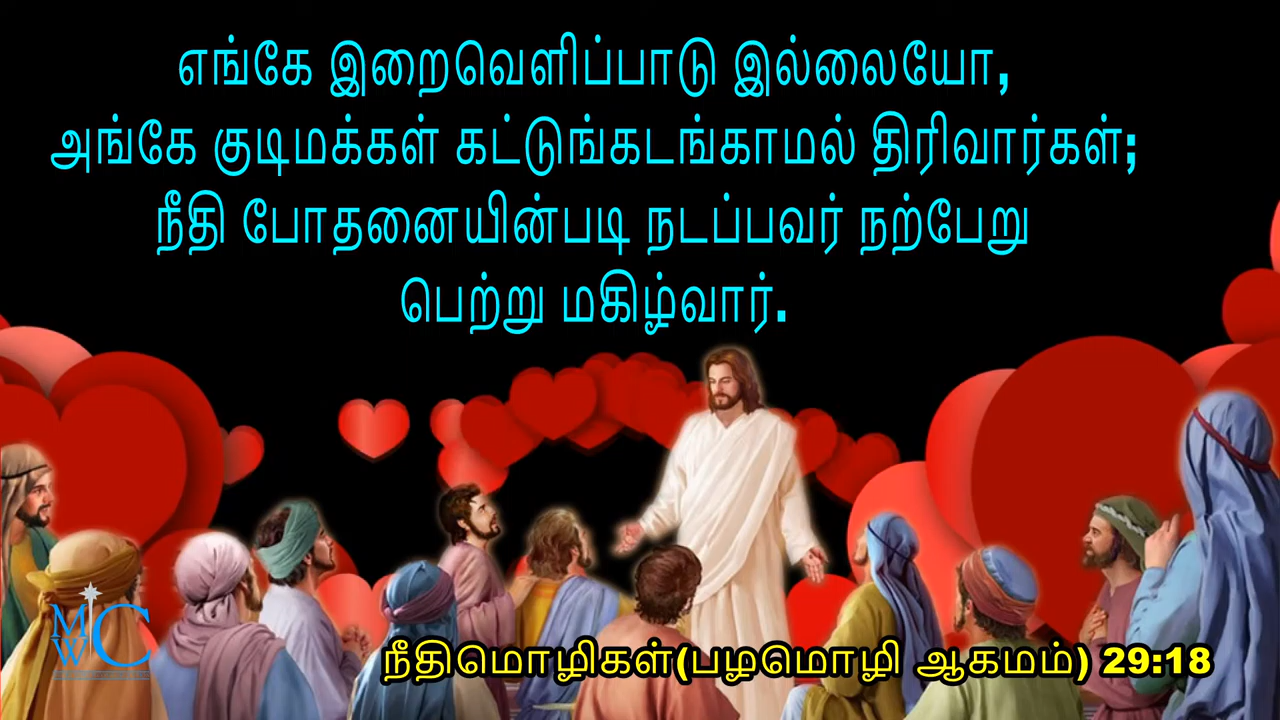 எங்கே இறைவெளிப்பாடு இல்லையோ,
அங்கே குடிமக்கள் கட்டுங்கடங்காமல் திரிவார்கள்;
நீதி போதனையின்படி நடப்பவர் நற்பேறு
பெற்று மகிழ்வார்.
MWC
நீதிமொழிகள்(பழமொழி ஆகமம்) 29:18